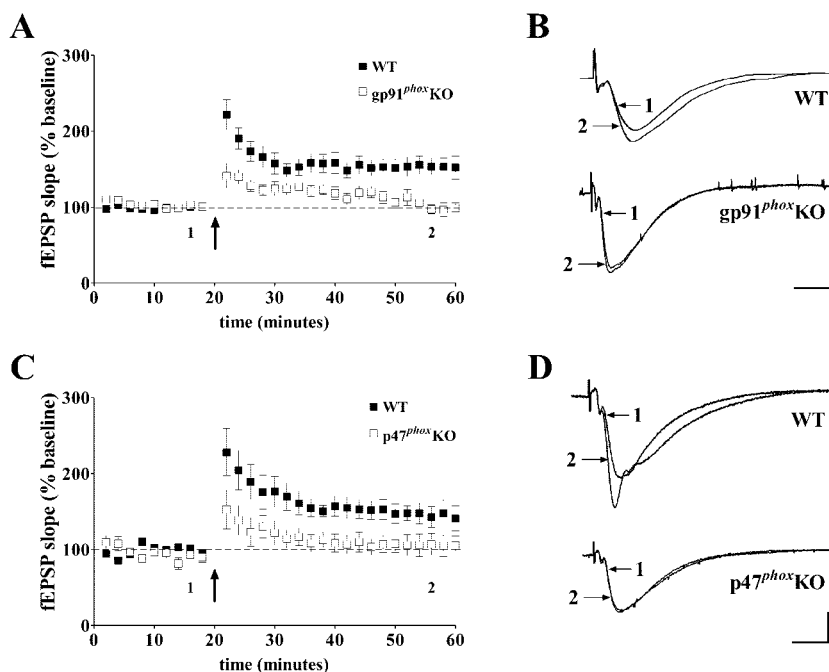 A
fEPSP slope (% baseline)
300
200
100
0
WT
gp91phoxKO
1
2
0
10
20
30
40
50
60
time (minutes)
B
1
2
WT
1
2
gp91phoxKO
C
fEPSP slope (% baseline)
300
200
100
0
WT
p47phoxKO
1
2
0
10
20
30
40
50
60
time (minutes)
D
1
2
WT
1
2
p47phoxKO